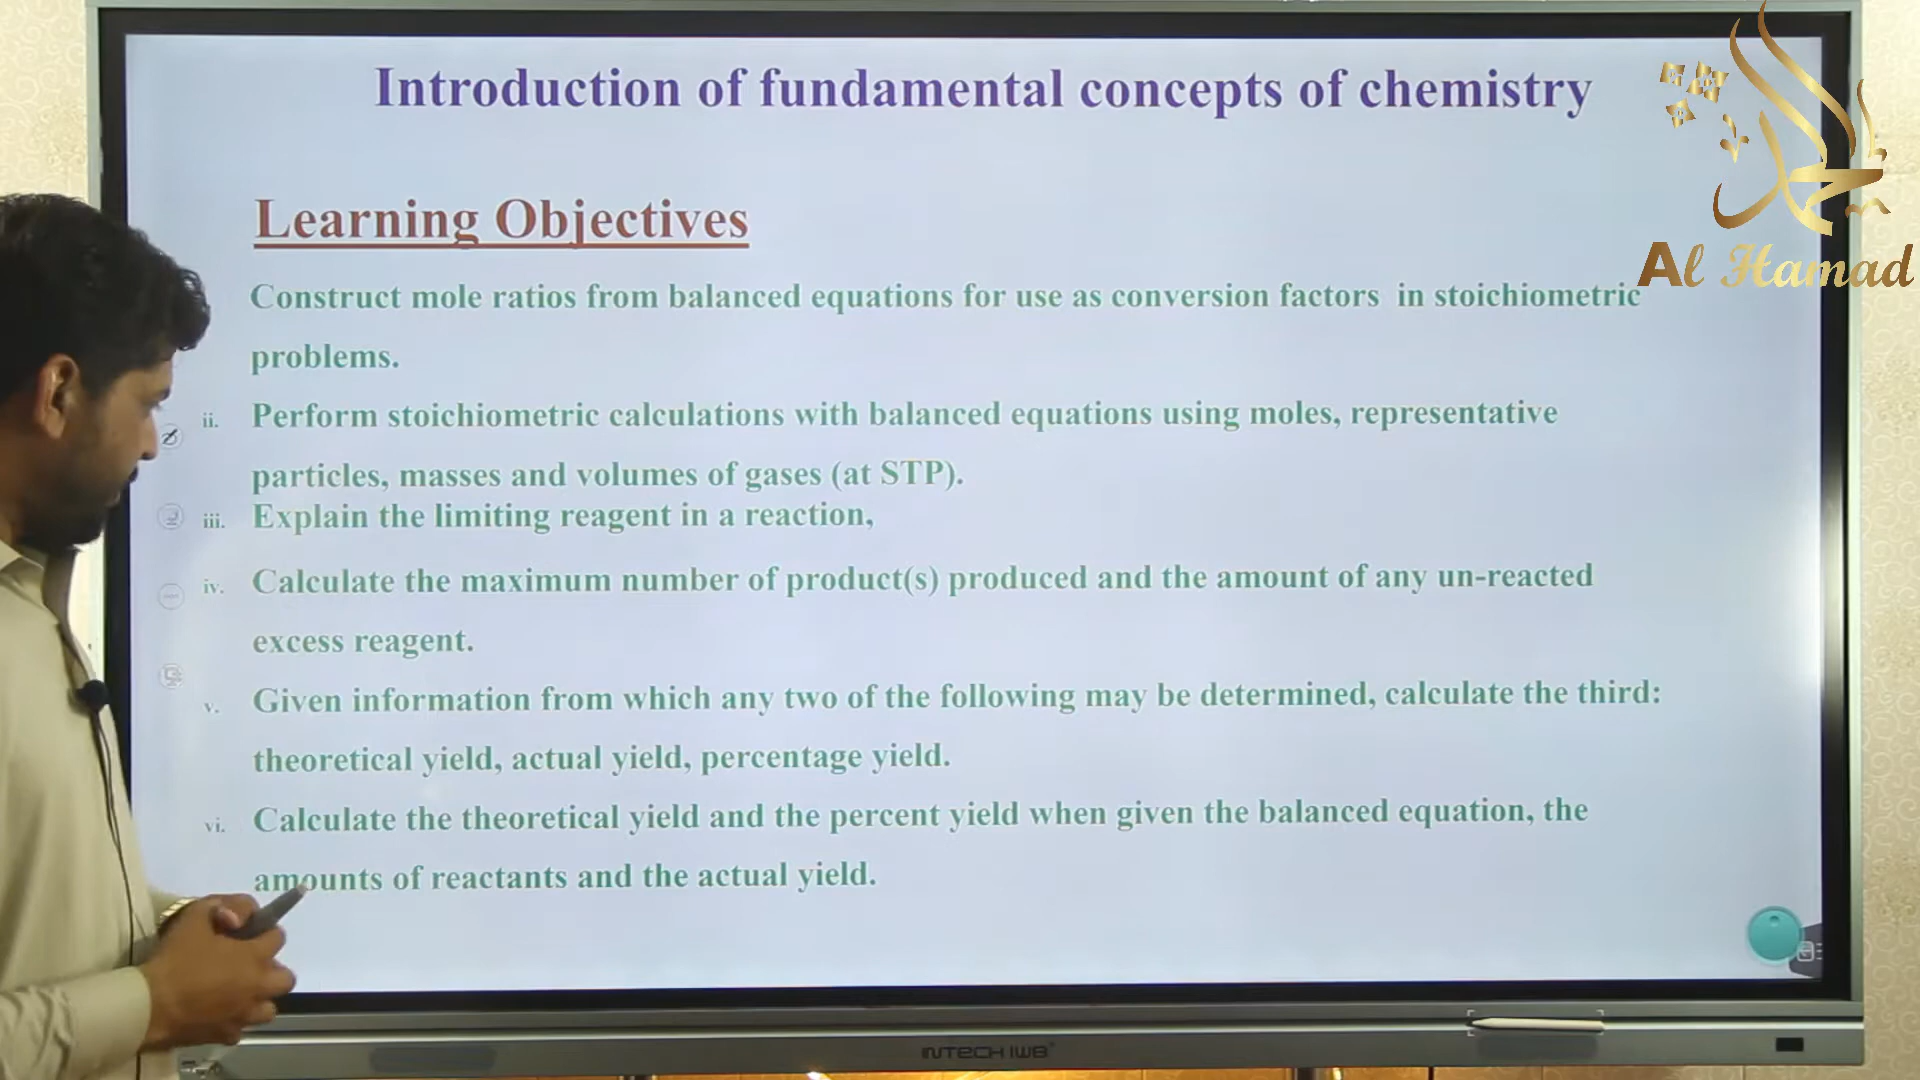 Introduction of fundamental concepts of chemistry
Al Hamad
Learning Objectives
Construct mole ratios from balanced equations for use as conversion factors in stoichiometric
problems.
ii. Perform stoichiometric calculations with balanced equations using moles, representative
particles, masses and volumes of gases (at STP).
iii. Explain the limiting reagent in a reaction,
iv. Calculate the maximum number of product(s) produced and the amount of any un-reacted
excess reagent.
v. Given information from which any two of the following may be determined, calculate the third:
theoretical yield, actual yield, percentage yield.
vi. Calculate the theoretical yield and the percent yield when given the balanced equation, the
amounts of reactants and the actual yield.
INTECH IWB